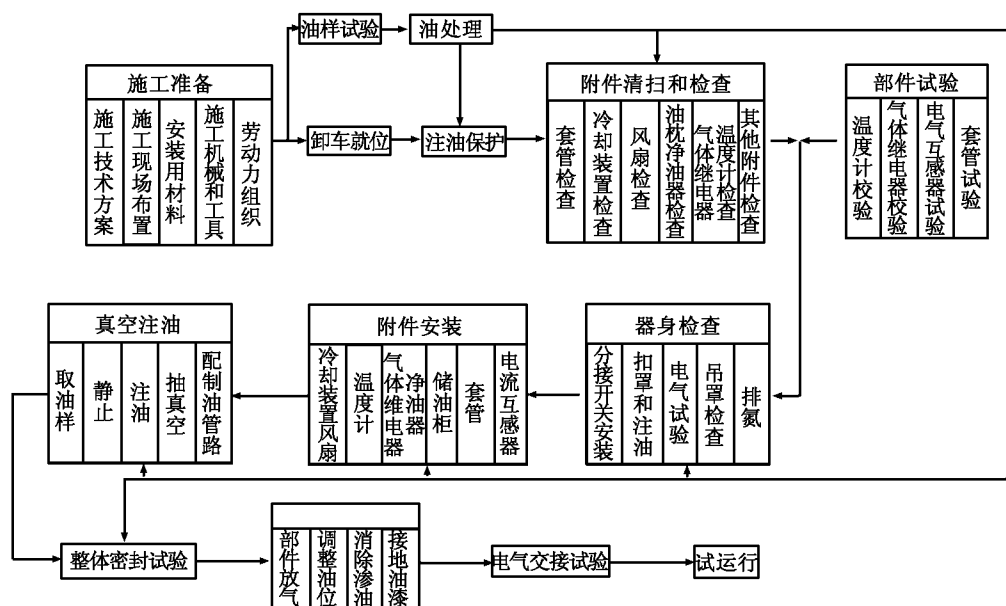 油样试验
油处理
施工准备
施工技术方案
施工现场布置
安装用材料
施工机械和工具
劳动力组织
卸车就位
注油保护
附件清扫和检查
套管检查
冷却装置检查
风扇检查
油枕净油器检查
气体继电器
温度计检查
其他附件检查
部件试验
温度计校验
气体继电器校验
电气互感器试验
套管试验
真空注油
取油样
静止
注油
抽真空
配制油管路
附件安装
冷却装置风扇
温度计
气体维电器
净油器
储油柜
套管
电流互感器
器身检查
分接开关安装
扣罩和注油
电气试验
吊罩检查
排氮
整体密封试验
部件放气
调整油位
消除渗油
接地油漆
电气交接试验
试运行